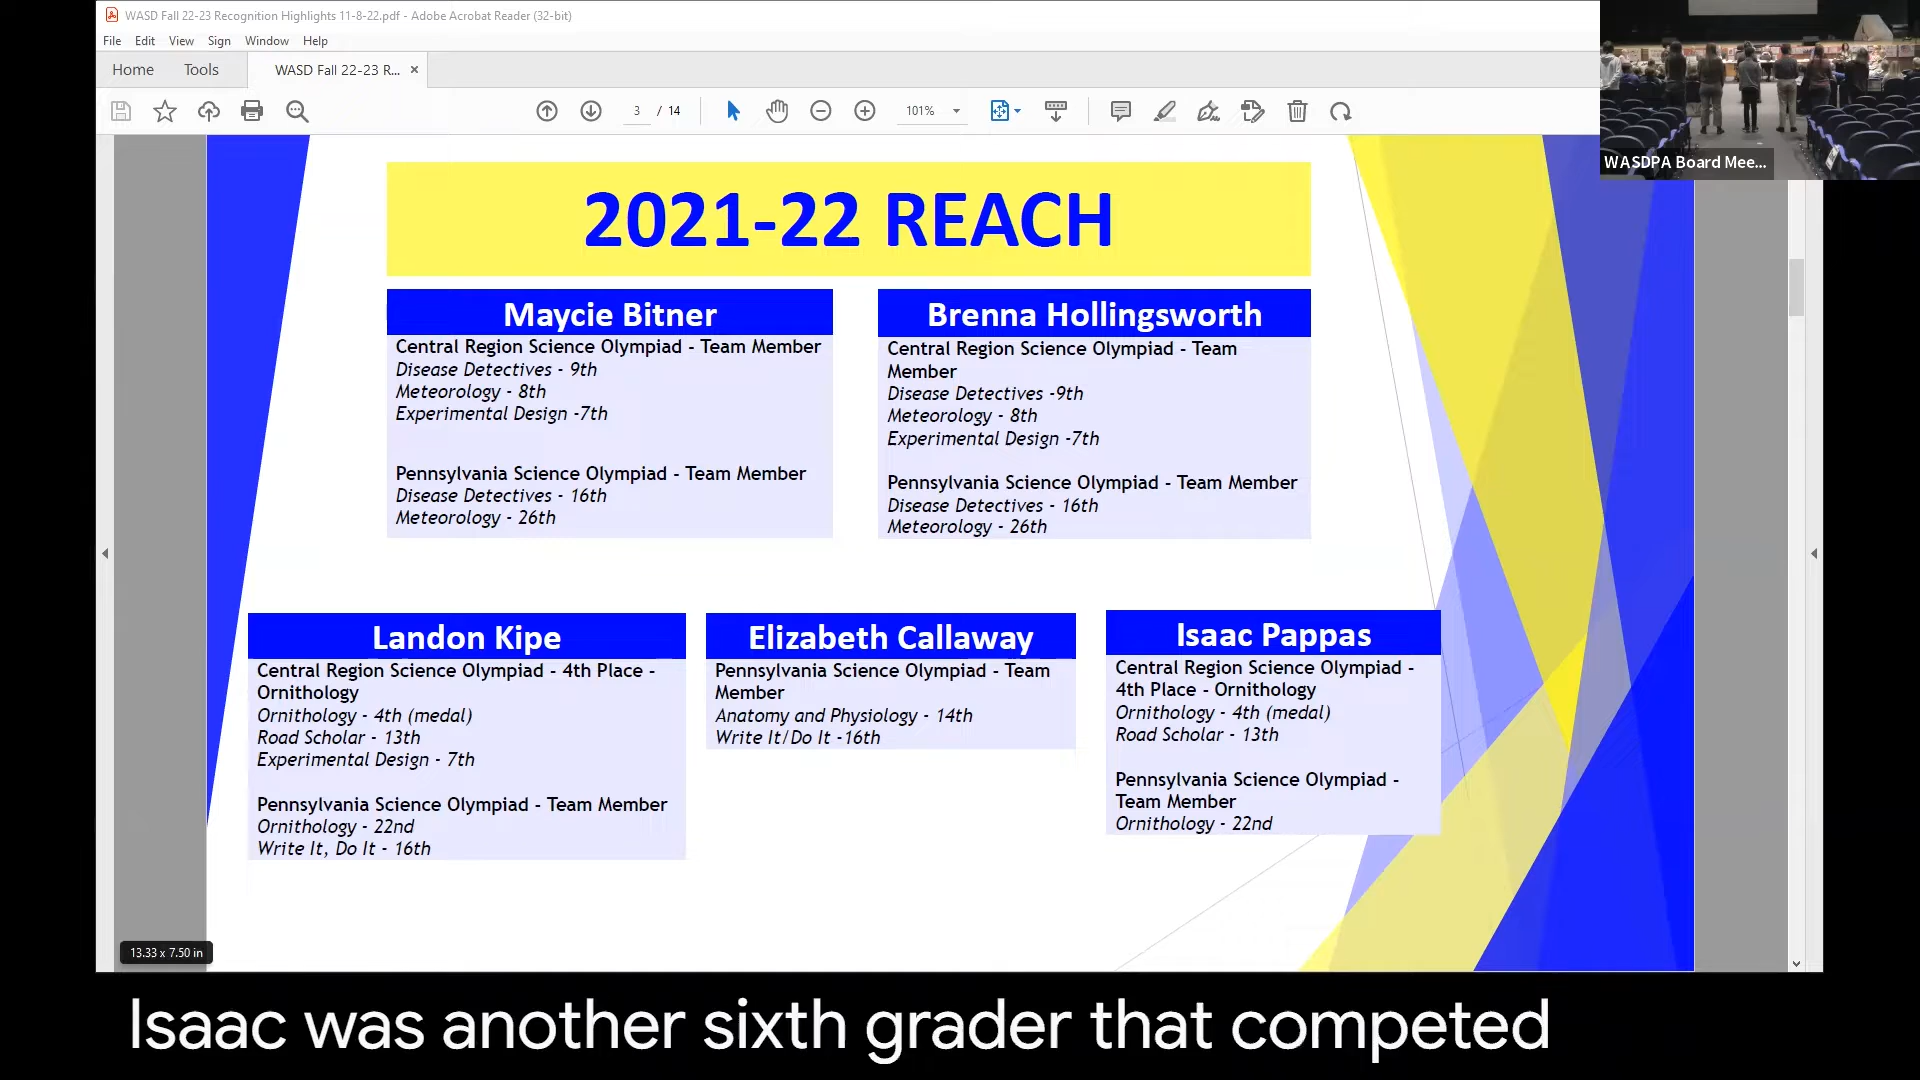 WASD Fall 22-23 Recognition Highlights 11-8-22.pdf - Adobe Acrobat Reader (32-bit)
File Edit View Sign Window Help
Home Tools WASD Fall 22-23 R... ×
3 / 14 101%
WASDPA Board Mee...
2021-22 REACH
Maycie Bitner
Central Region Science Olympiad - Team Member
Disease Detectives - 9th
Meteorology - 8th
Experimental Design -7th
Pennsylvania Science Olympiad - Team Member
Disease Detectives - 16th
Meteorology - 26th
Brenna Hollingsworth
Central Region Science Olympiad - Team
Member
Disease Detectives -9th
Meteorology - 8th
Experimental Design -7th
Pennsylvania Science Olympiad - Team Member
Disease Detectives - 16th
Meteorology - 26th
Landon Kipe
Central Region Science Olympiad - 4th Place -
Ornithology
Ornithology - 4th (medal)
Road Scholar - 13th
Experimental Design - 7th
Pennsylvania Science Olympiad - Team Member
Ornithology - 22nd
Write It, Do It - 16th
Elizabeth Callaway
Pennsylvania Science Olympiad - Team
Member
Anatomy and Physiology - 14th
Write It/Do It -16th
Isaac Pappas
Central Region Science Olympiad -
4th Place - Ornithology
Ornithology - 4th (medal)
Road Scholar - 13th
Pennsylvania Science Olympiad -
Team Member
Ornithology - 22nd
13.33 x 7.50 in
Isaac was another sixth grader that competed